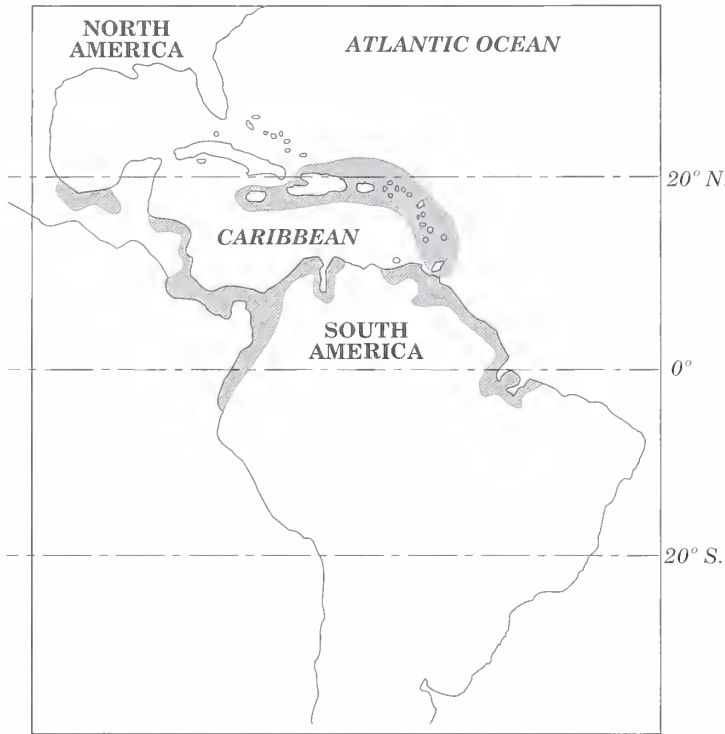 NORTH
AMERICA
ATLANTIC OCEAN
20° N.
CARIBBEAN
SOUTH
AMERICA
0°
20° S.